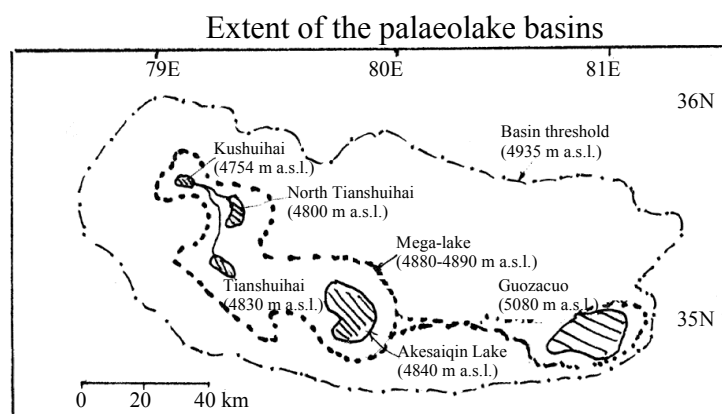 Extent of the palaeolake basins
79E
80E
81E
36N
Kushuihai
(4754 m a.s.l.)
Basin threshold
(4935 m a.s.l.)
North Tianshuihai
(4800 m a.s.l.)
Mega-lake
(4880-4890 m a.s.l.)
Tianshuihai
(4830 m a.s.l.)
Guozacuo
(5080 m a.s.l.)
35N
Akesaiqin Lake
(4840 m a.s.l.)
0 20 40 km